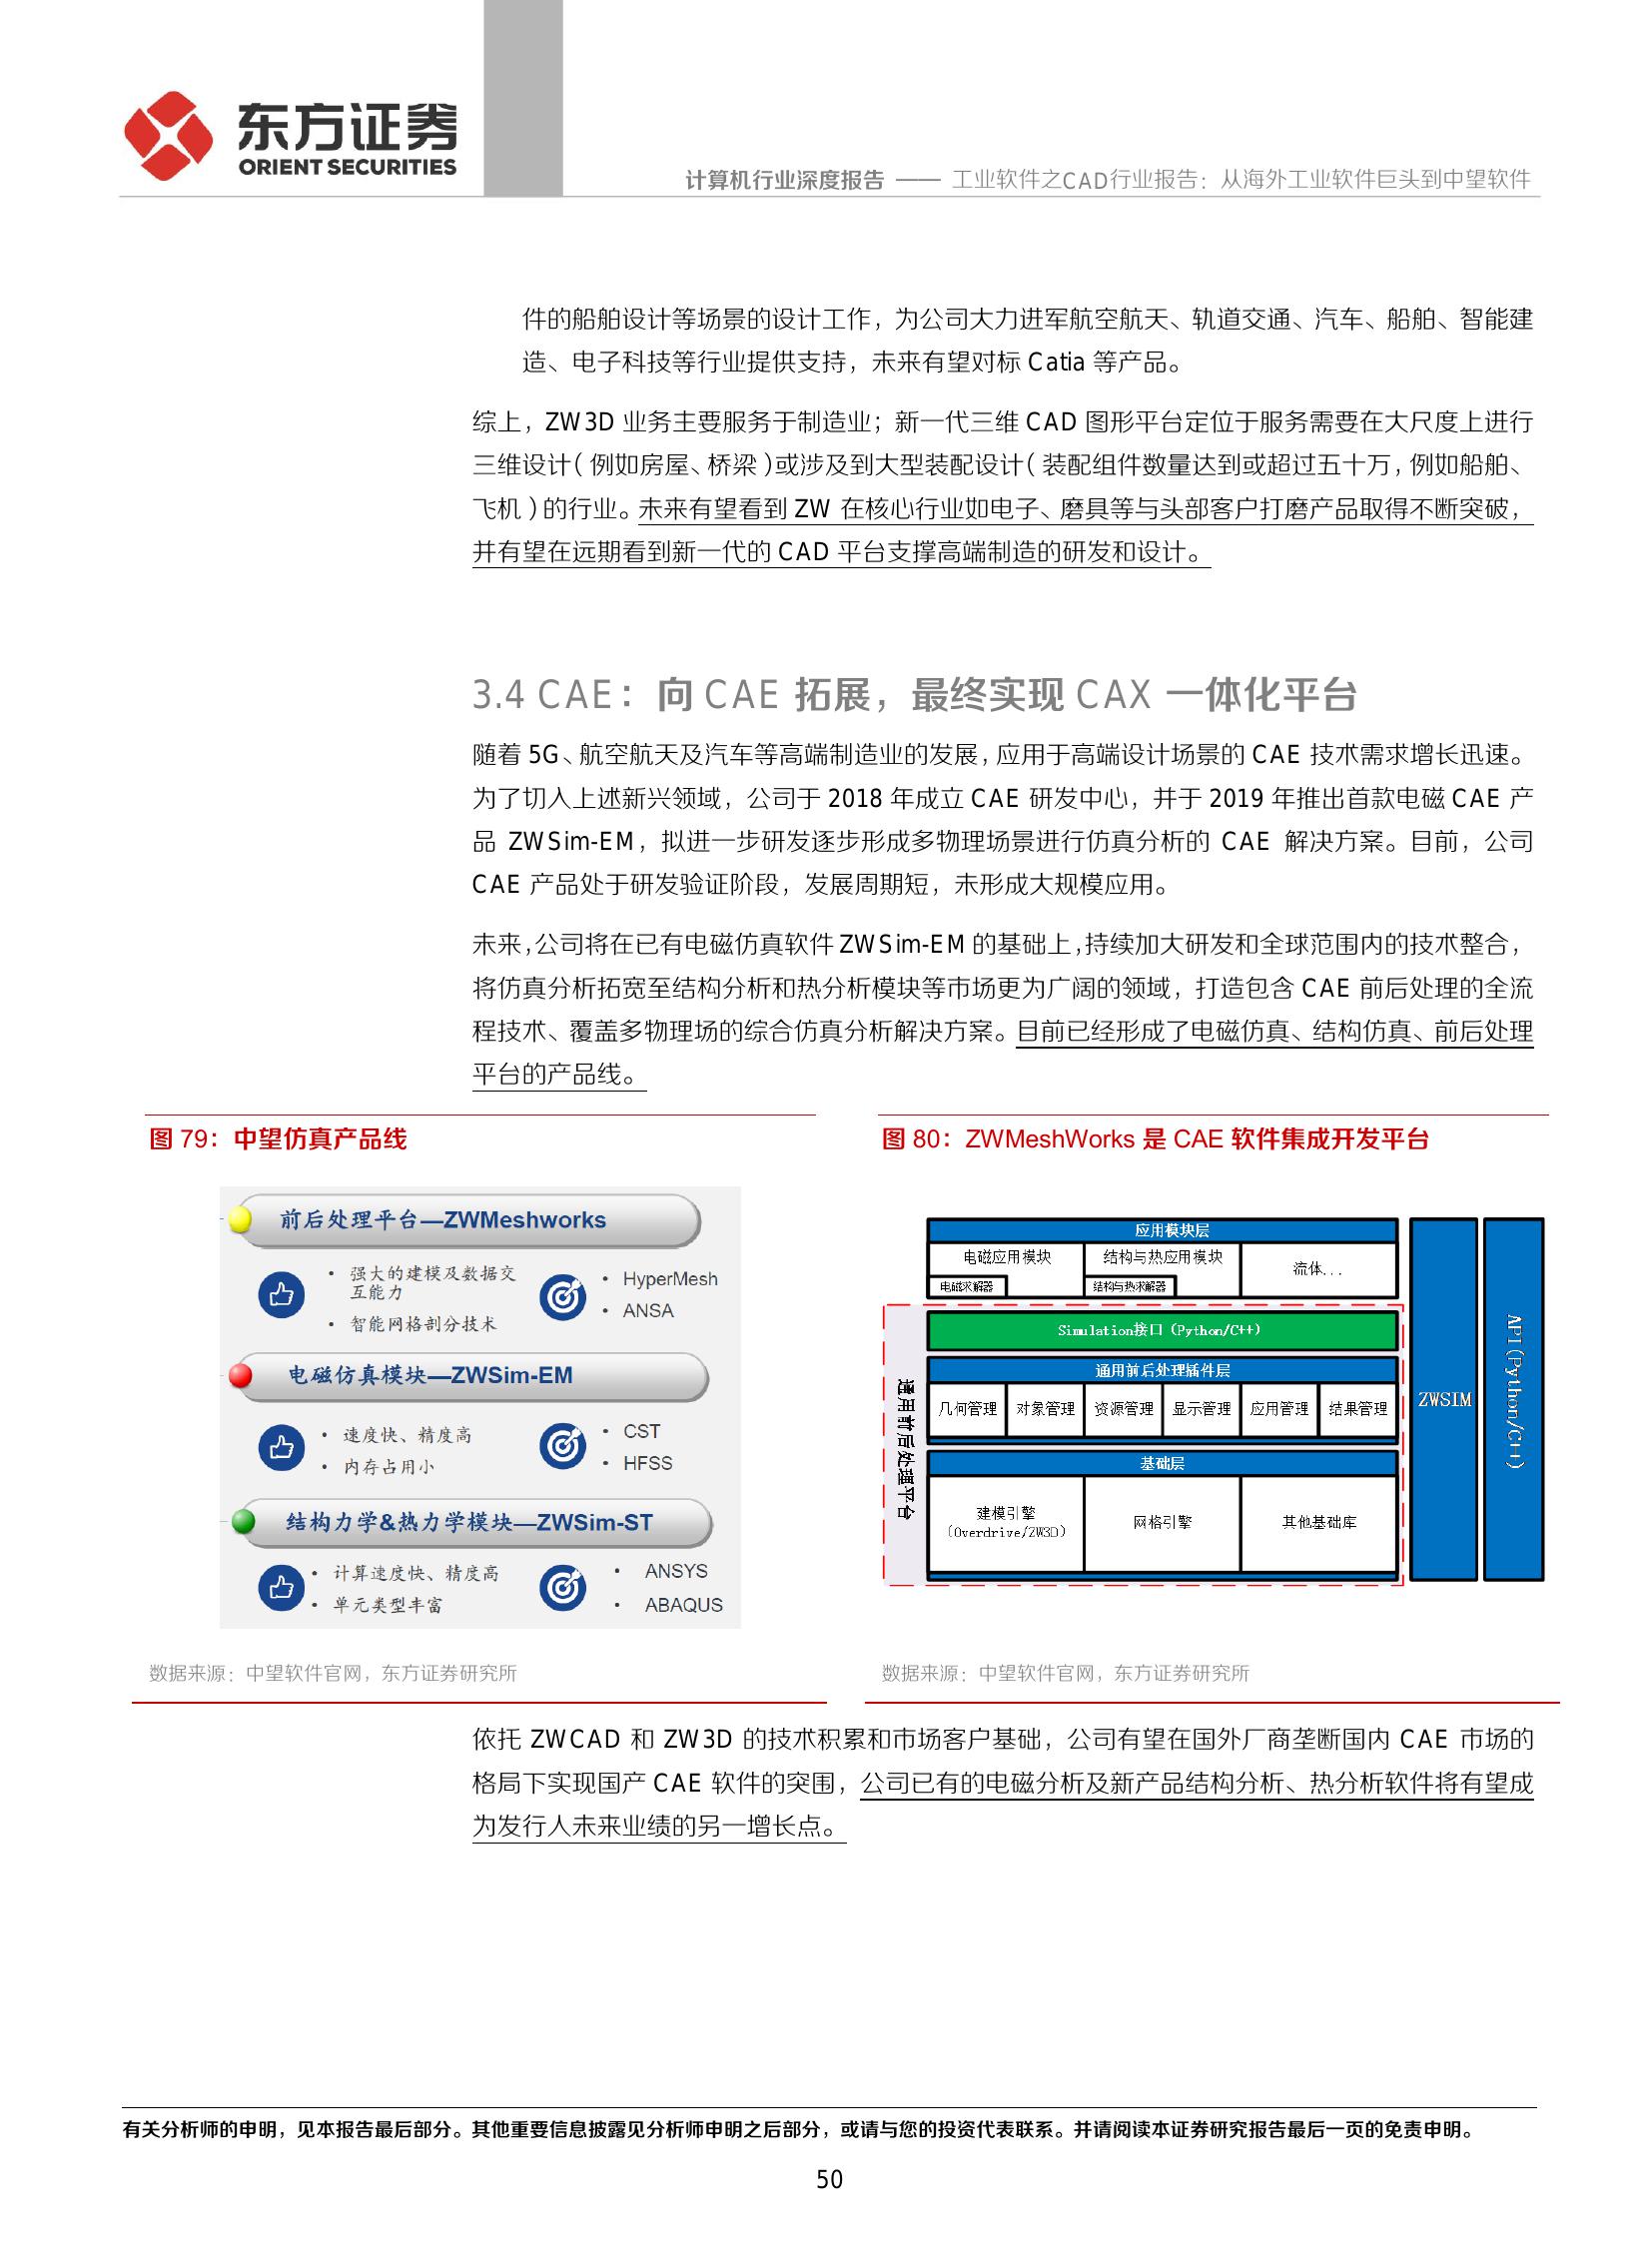 东方证券
ORIENT SECURITIES
计算机行业深度报告 —— 工业软件之CAD行业报告：从海外工业软件巨头到中望软件
件的船舶设计等场景的设计工作，为公司大力进军航空航天、轨道交通、汽车、船舶、智能建
造、电子科技等行业提供支持，未来有望对标 Catia 等产品。
综上，ZW3D 业务主要服务于制造业；新一代三维 CAD 图形平台定位于服务需要在大尺度上进行
三维设计（例如房屋、桥梁）或涉及到大型装配设计（装配组件数量达到或超过五十万，例如船舶、
飞机）的行业。未来有望看到 ZW 在核心行业如电子、磨具等与头部客户打磨产品取得不断突破，
并有望在远期看到新一代的 CAD 平台支撑高端制造的研发和设计。
3.4 CAE：向 CAE 拓展，最终实现 CAX 一体化平台
随着 5G、航空航天及汽车等高端制造业的发展，应用于高端设计场景的 CAE 技术需求增长迅速。
为了切入上述新兴领域，公司于 2018 年成立 CAE 研发中心，并于 2019 年推出首款电磁 CAE 产
品 ZWSim-EM，拟进一步研发逐步形成多物理场景进行仿真分析的 CAE 解决方案。目前，公司
CAE 产品处于研发验证阶段，发展周期短，未形成大规模应用。
未来，公司将在已有电磁仿真软件 ZWSim-EM 的基础上，持续加大研发和全球范围内的技术整合，
将仿真分析拓宽至结构分析和热分析模块等市场更为广阔的领域，打造包含 CAE 前后处理的全流
程技术、覆盖多物理场的综合仿真分析解决方案。目前已经形成了电磁仿真、结构仿真、前后处理
平台的产品线。
图 79：中望仿真产品线
前后处理平台—ZWMeshworks
• 强大的建模及数据交
互能力
• 智能网格剖分技术
• HyperMesh
• ANSA
电磁仿真模块—ZWSim-EM
• 速度快、精度高
• 内存占用小
• CST
• HFSS
结构力学&热力学模块—ZWSim-ST
• 计算速度快、精度高
• 单元类型丰富
• ANSYS
• ABAQUS
数据来源：中望软件官网，东方证券研究所
图 80：ZWMeshWorks 是 CAE 软件集成开发平台
应用模块层
电磁应用模块
结构与热应用模块
流体...
电磁求解器
结构与热求解器
通用前后处理平台
Simulation接口（Python/C++）
通用前后处理插件层
几何管理
对象管理
资源管理
显示管理
应用管理
结果管理
基础层
建模引擎
（Overdrive/ZW3D）
网格引擎
其他基础库
ZWSIM
API(Python/C++)
数据来源：中望软件官网，东方证券研究所
依托 ZWCAD 和 ZW3D 的技术积累和市场客户基础，公司有望在国外厂商垄断国内 CAE 市场的
格局下实现国产 CAE 软件的突围，公司已有的电磁分析及新产品结构分析、热分析软件将有望成
为发行人未来业绩的另一增长点。
有关分析师的申明，见本报告最后部分。其他重要信息披露见分析师申明之后部分，或请与您的投资代表联系。并请阅读本证券研究报告最后一页的免责申明。
50